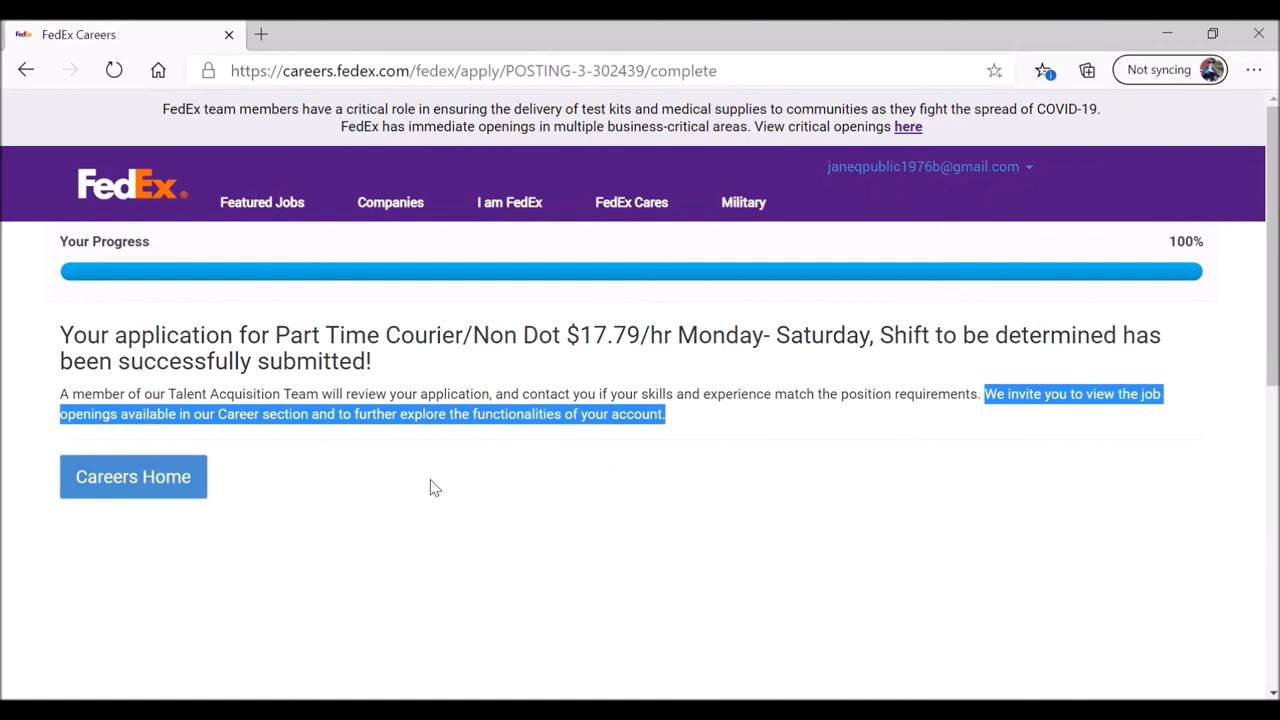 FedEx FedEx Careers
https://careers.fedex.com/fedex/apply/POSTING-3-302439/complete
Not syncing
FedEx team members have a critical role in ensuring the delivery of test kits and medical supplies to communities as they fight the spread of COVID-19.
FedEx has immediate openings in multiple business-critical areas. View critical openings here
janeqpublic1976b@gmail.com
FedEx®
Featured Jobs Companies I am FedEx FedEx Cares Military
Your Progress 100%
Your application for Part Time Courier/Non Dot $17.79/hr Monday- Saturday, Shift to be determined has
been successfully submitted!
A member of our Talent Acquisition Team will review your application, and contact you if your skills and experience match the position requirements. We invite you to view the job
openings available in our Career section and to further explore the functionalities of your account.
Careers Home